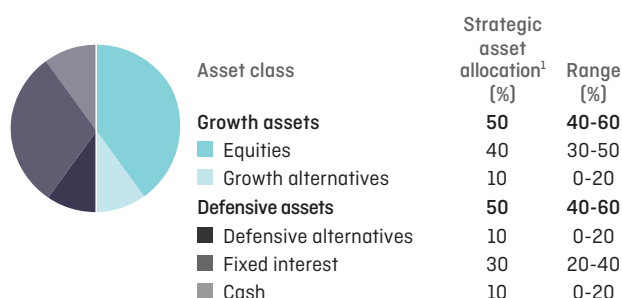 Strategic
asset
Asset class allocation¹ Range
(%) (%)
Growth assets 50 40-60
Equities 40 30-50
Growth alternatives 10 0-20
Defensive assets 50 40-60
Defensive alternatives 10 0-20
Fixed interest 30 20-40
Cash 10 0-20